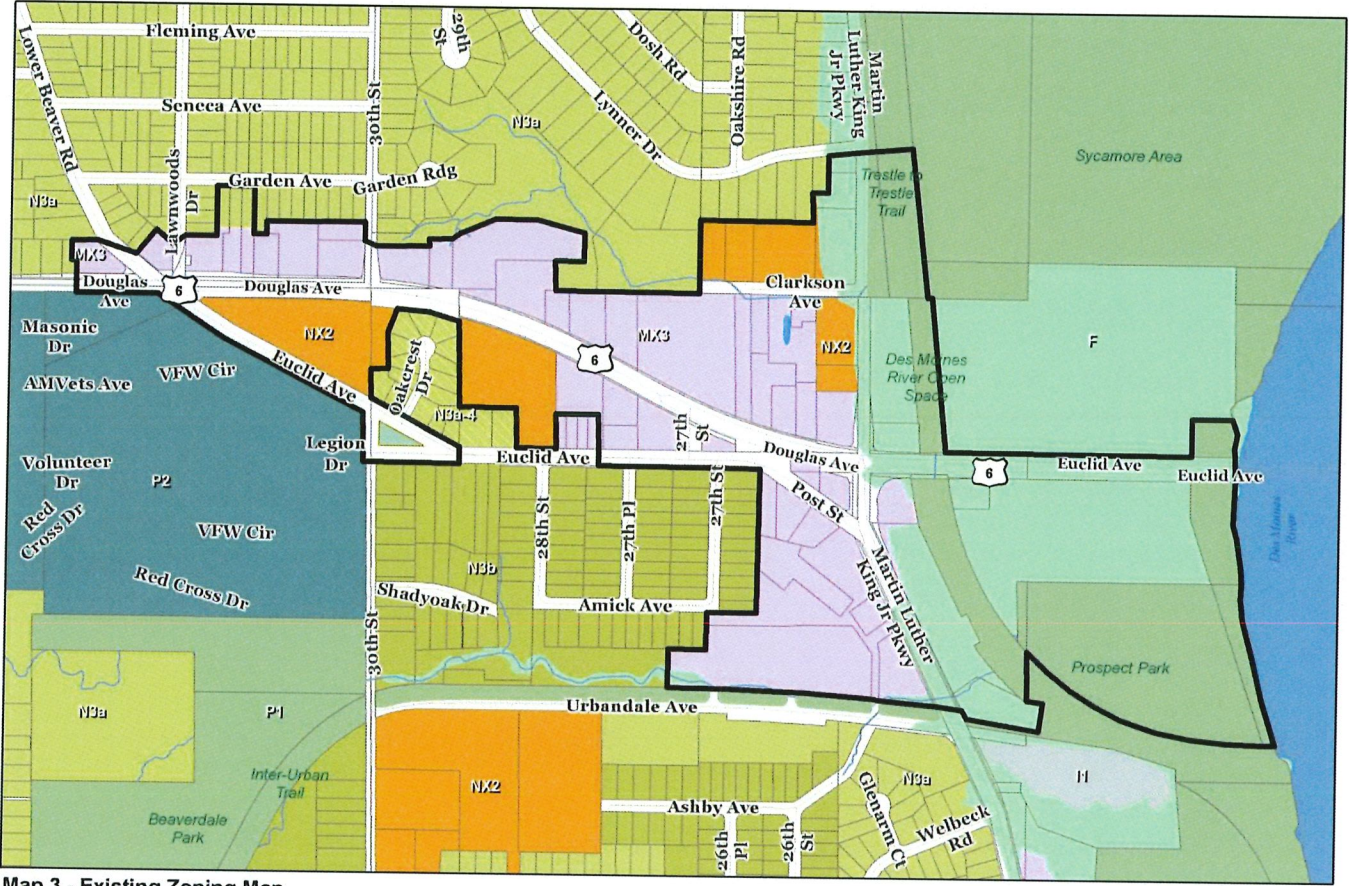 Fleming Ave
29th
St
Dosh Rd
Oakshire Rd
Martin
Luther King
Jr Pkwy
Lower Beaver Rd
Seneca Ave
30th St
N3a
Lynner Dr
Sycamore Area
Lawnwoods
Dr
Garden Ave
Garden Rdg
Trestle to
Trestle
Trail
N3a
MX3
Douglas
Ave
6
Douglas Ave
Clarkson
Ave
Masonic
Dr
NX2
6
MX3
NX2
F
VFW Cir
Euclid Ave
Oakcrest
Dr
Des Moines
River Open
Space
AMVets Ave
N3a-4
27th
St
Legion
Dr
Euclid Ave
Douglas Ave
6
Euclid Ave
Euclid Ave
Volunteer
Dr
P2
Post St
Red
Cross Dr
VFW Cir
28th St
27th Pl
27th St
Des Moines
River
Red Cross Dr
N3b
Shadyoak Dr
Amick Ave
Martin Luther
King Jr Pkwy
30th St
Prospect Park
N3a
P1
Urbandale Ave
Inter-Urban
Trail
NX2
N3a
I1
Beaverdale
Park
Ashby Ave
26th
Pl
26th
St
Glenarm Ct
Welbeck
Rd
Map 3 - Existing Zoning Map